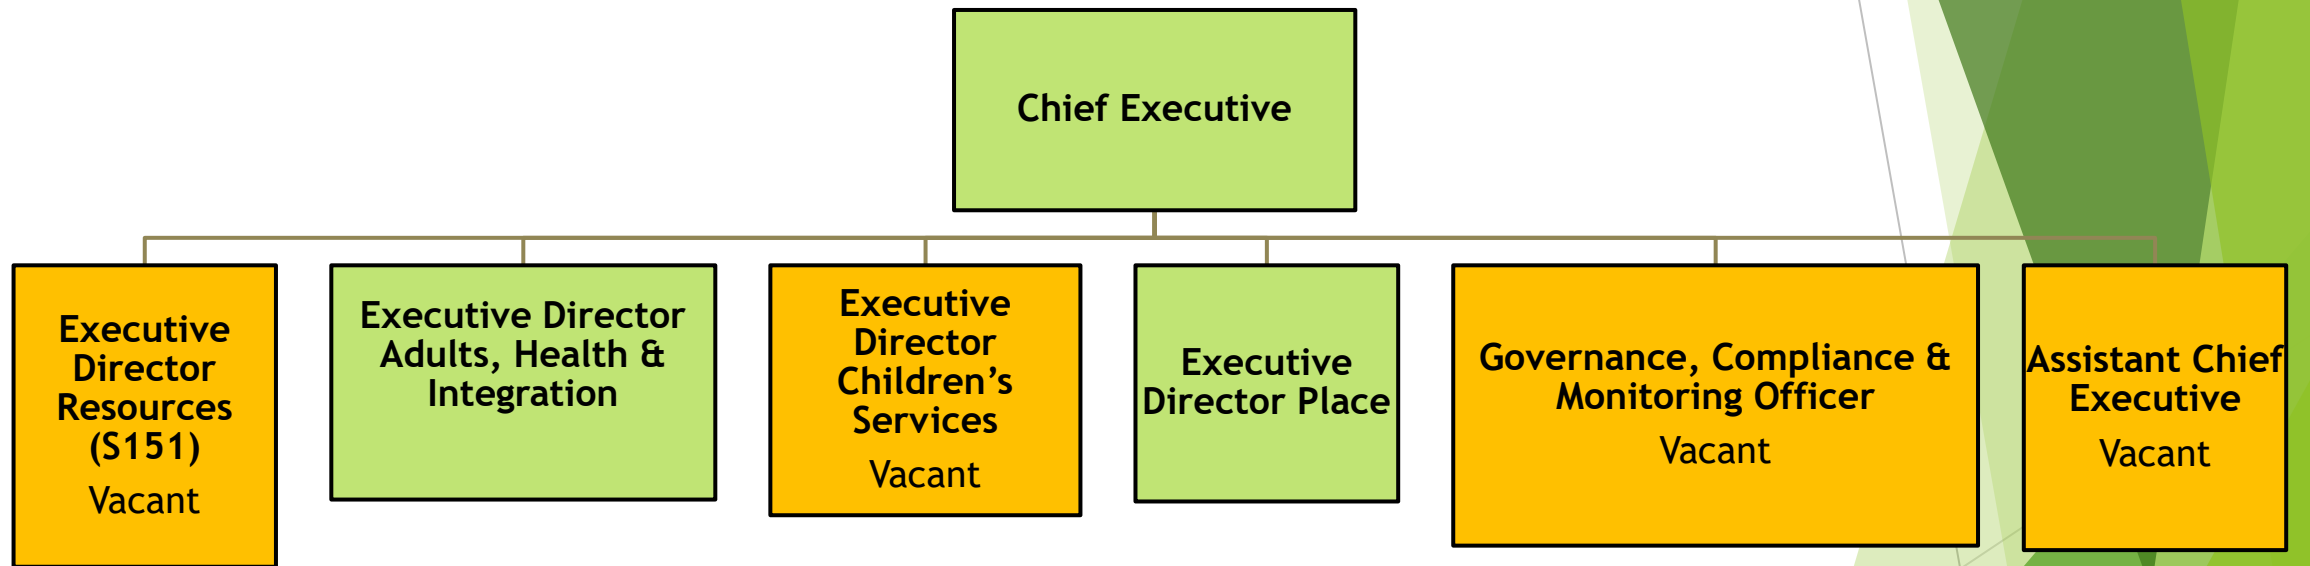 Chief Executive
Executive
Director
Resources
(S151)
Vacant
Executive Director
Adults, Health &
Integration
Executive
Director
Children’s
Services
Vacant
Executive
Director Place
Governance, Compliance &
Monitoring Officer
Vacant
Assistant Chief
Executive
Vacant